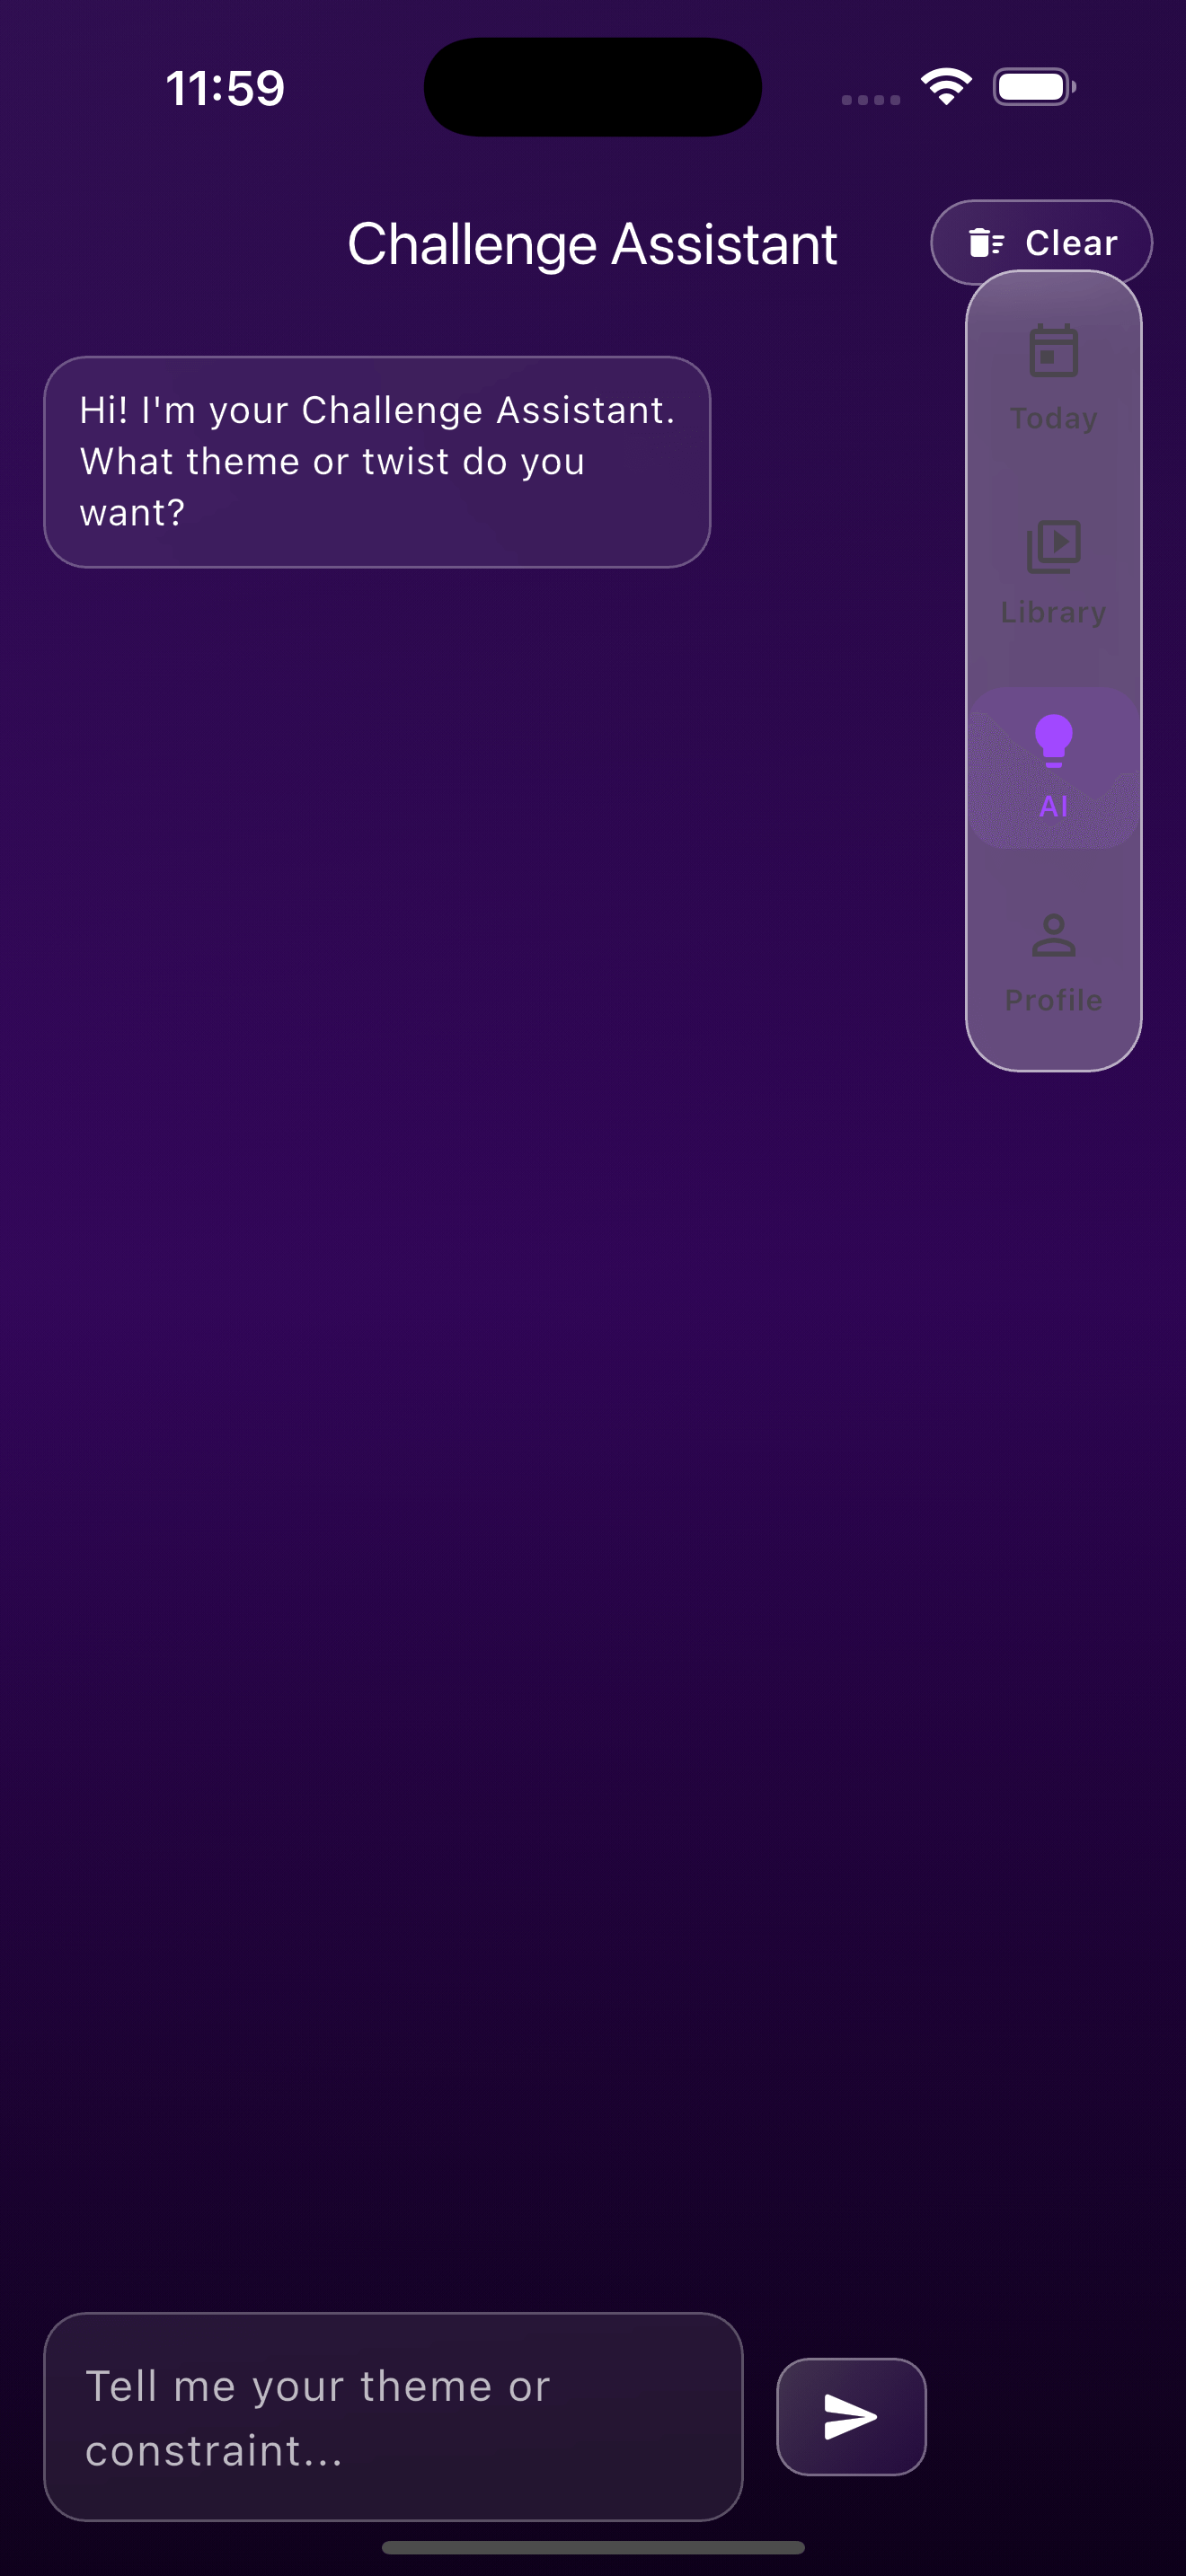 11:59
Challenge Assistant
Clear
Hi! I'm your Challenge Assistant.
What theme or twist do you
want?
Today
Library
AI
Profile
Tell me your theme or
constraint...